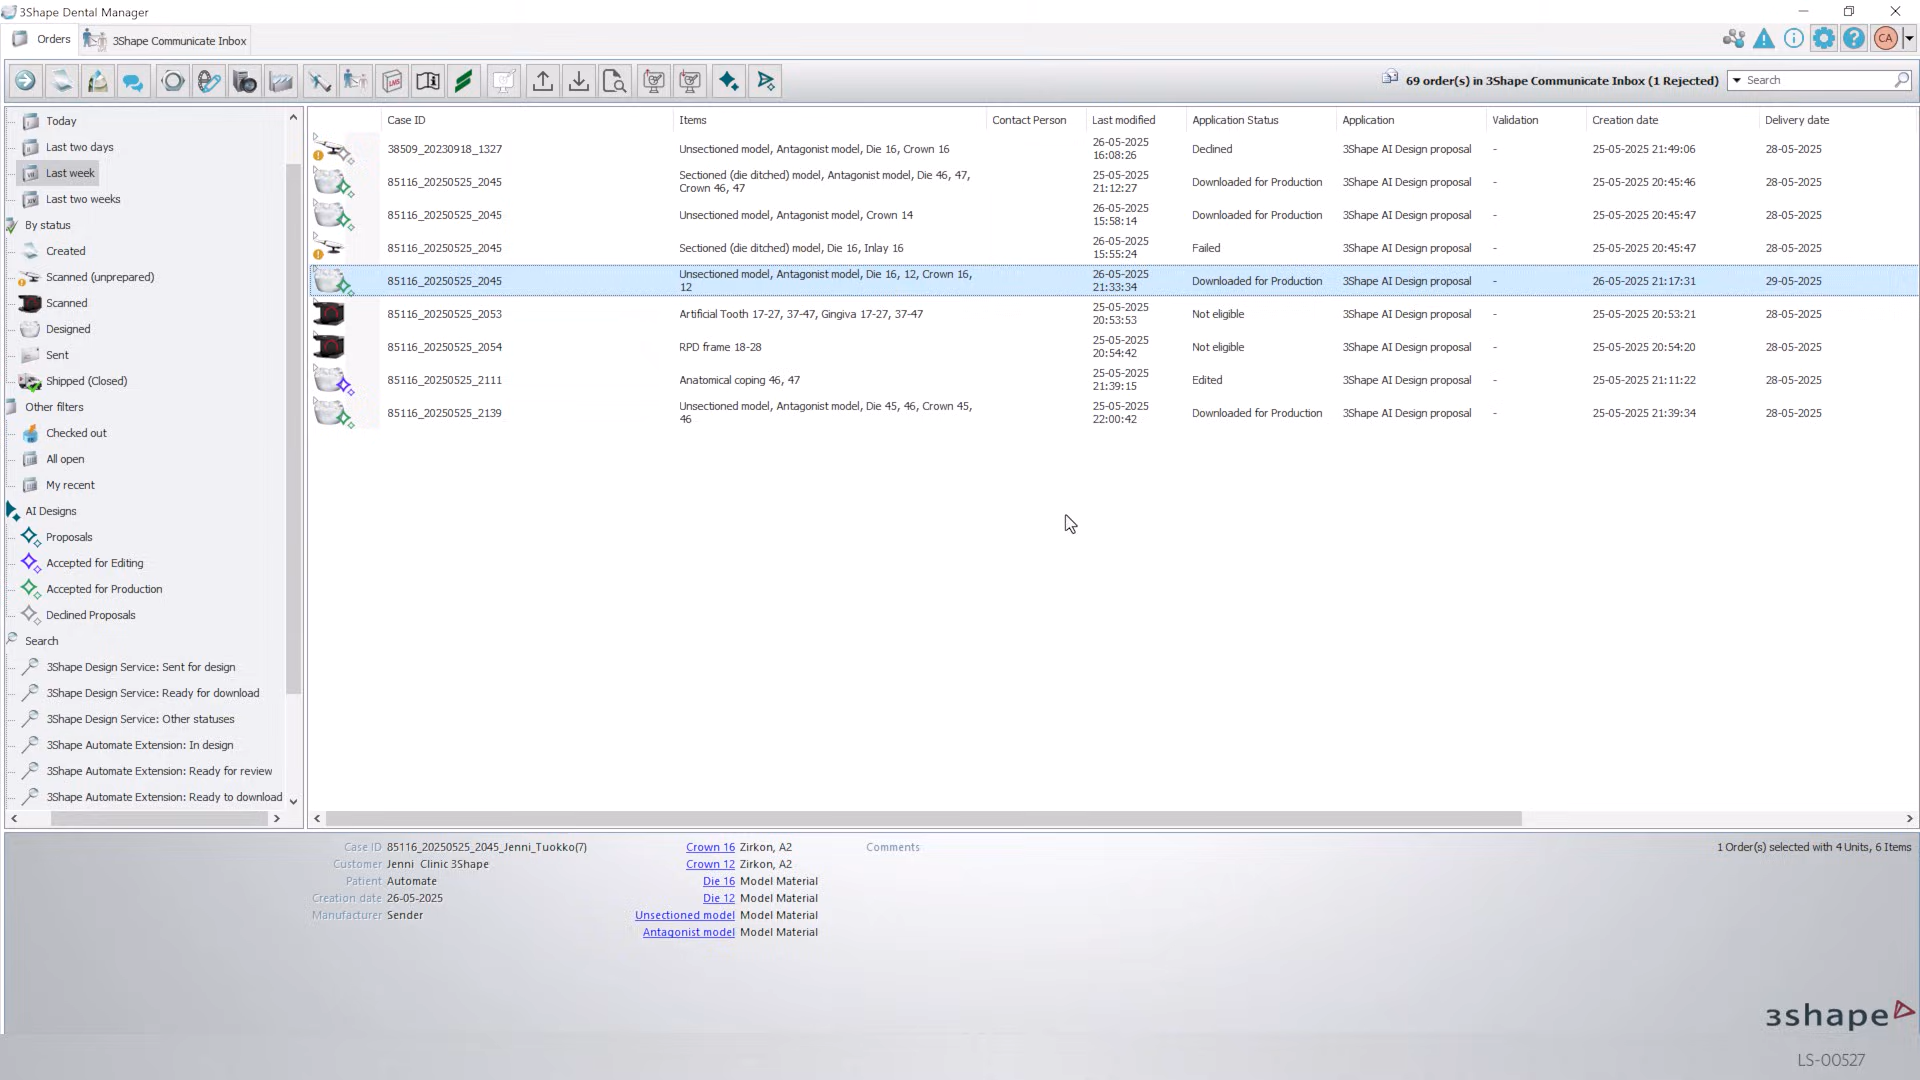 3Shape Dental Manager
Orders
3Shape Communicate Inbox
CA
69 order(s) in 3Shape Communicate Inbox (1 Rejected)
Search
Today
Last two days
Last week
Last two weeks
By status
Created
Scanned (unprepared)
Scanned
Designed
Sent
Shipped (Closed)
Other filters
Checked out
All open
My recent
AI Designs
Proposals
Accepted for Editing
Accepted for Production
Declined Proposals
Search
3Shape Design Service: Sent for design
3Shape Design Service: Ready for download
3Shape Design Service: Other statuses
3Shape Automate Extension: In design
3Shape Automate Extension: Ready for review
3Shape Automate Extension: Ready to download
Case ID Items Contact Person Last modified Application Status Application Validation Creation date Delivery date
38509_20230918_1327 Unsectioned model, Antagonist model, Die 16, Crown 16 26-05-2025 16:08:26 Declined 3Shape AI Design proposal - 25-05-2025 21:49:06 28-05-2025
85116_20250525_2045 Sectioned (die ditched) model, Antagonist model, Die 46, 47, Crown 46, 47 25-05-2025 21:12:27 Downloaded for Production 3Shape AI Design proposal - 25-05-2025 20:45:46 28-05-2025
85116_20250525_2045 Unsectioned model, Antagonist model, Crown 14 26-05-2025 15:58:14 Downloaded for Production 3Shape AI Design proposal - 25-05-2025 20:45:47 28-05-2025
85116_20250525_2045 Sectioned (die ditched) model, Die 16, Inlay 16 26-05-2025 15:55:24 Failed 3Shape AI Design proposal - 25-05-2025 20:45:47 28-05-2025
85116_20250525_2045 Unsectioned model, Antagonist model, Die 16, 12, Crown 16, 12 26-05-2025 21:33:34 Downloaded for Production 3Shape AI Design proposal - 26-05-2025 21:17:31 29-05-2025
85116_20250525_2053 Artificial Tooth 17-27, 37-47, Gingiva 17-27, 37-47 25-05-2025 20:53:53 Not eligible 3Shape AI Design proposal - 25-05-2025 20:53:21 28-05-2025
85116_20250525_2054 RPD frame 18-28 25-05-2025 20:54:42 Not eligible 3Shape AI Design proposal - 25-05-2025 20:54:20 28-05-2025
85116_20250525_2111 Anatomical coping 46, 47 25-05-2025 21:39:15 Edited 3Shape AI Design proposal - 25-05-2025 21:11:22 28-05-2025
85116_20250525_2139 Unsectioned model, Antagonist model, Die 45, 46, Crown 45, 46 25-05-2025 22:00:42 Downloaded for Production 3Shape AI Design proposal - 25-05-2025 21:39:34 28-05-2025
Case ID 85116_20250525_2045_Jenni_Tuokko(7)
Customer Jenni Clinic 3Shape
Patient Automate
Creation date 26-05-2025
Manufacturer Sender
Crown 16 Zirkon, A2
Crown 12 Zirkon, A2
Die 16 Model Material
Die 12 Model Material
Unsectioned model Model Material
Antagonist model Model Material
Comments
1 Order(s) selected with 4 Units, 6 Items
3shape
LS-00527